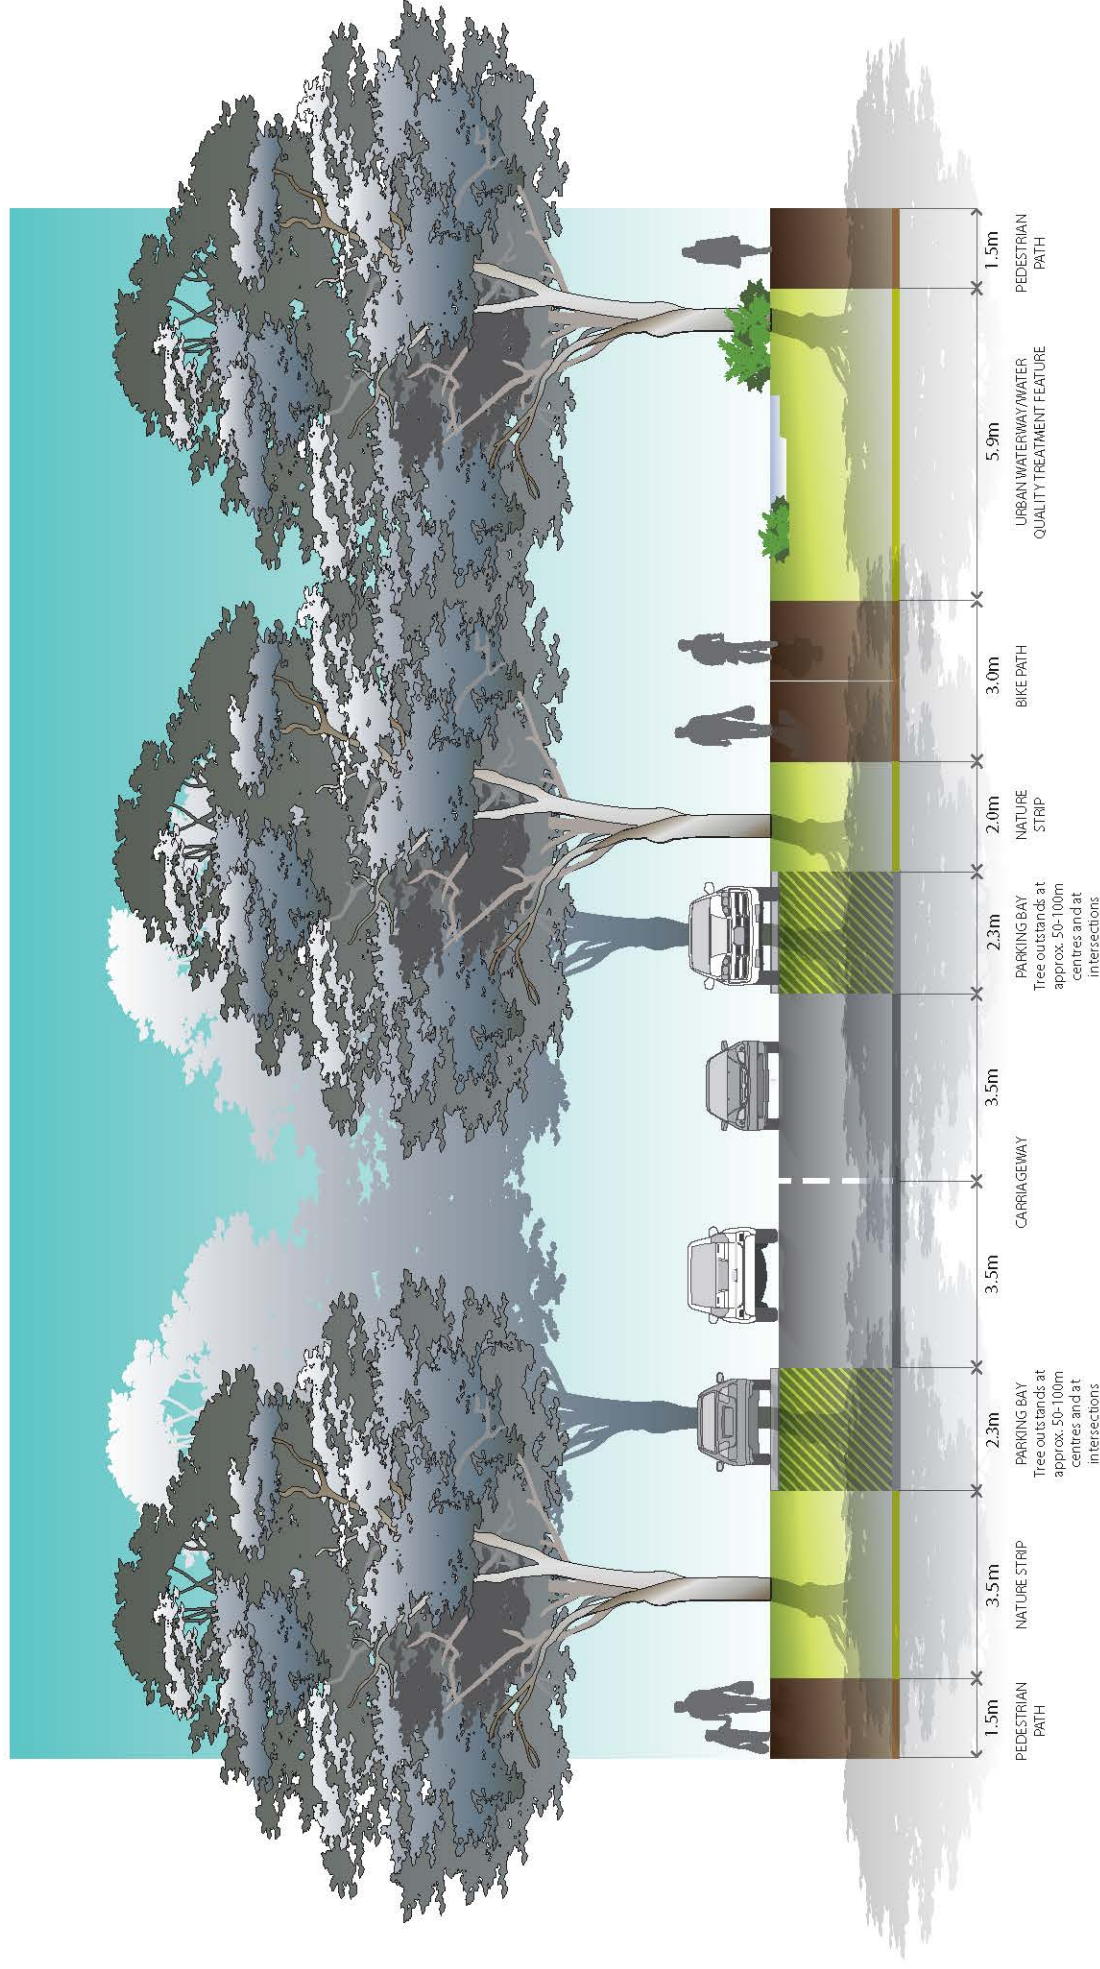 1.5m
PEDESTRIAN
PATH
3.5m
NATURE STRIP
2.3m
PARKING BAY
Tree outstands at
approx. 50-100m
centres and at
intersections
3.5m
CARRIAGEWAY
3.5m
2.3m
PARKING BAY
Tree outstands at
approx. 50-100m
centres and at
intersections
2.0m
NATURE
STRIP
3.0m
BIKE PATH
5.9m
URBAN WATERWAY/WATER
QUALITY TREATMENT FEATURE
1.5m
PEDESTRIAN
PATH